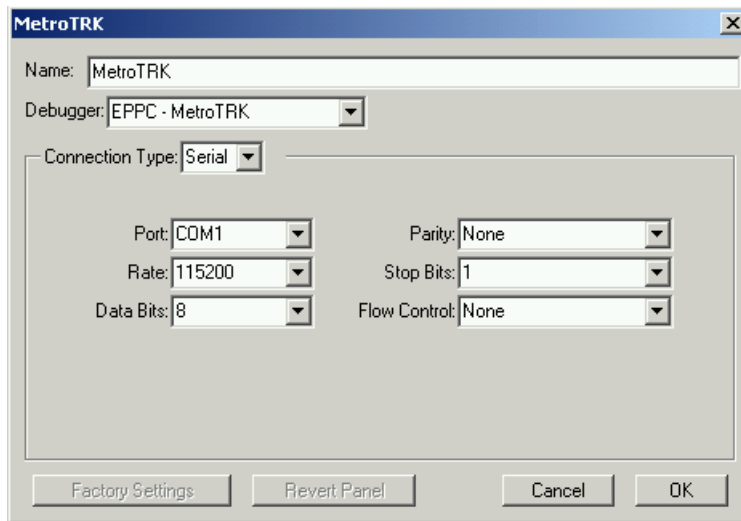 MetroTRK
Name: MetroTRK
Debugger: EPPC - MetroTRK
Connection Type: Serial
Port: COM1 Parity: None
Rate: 115200 Stop Bits: 1
Data Bits: 8 Flow Control: None
Factory Settings Revert Panel Cancel OK